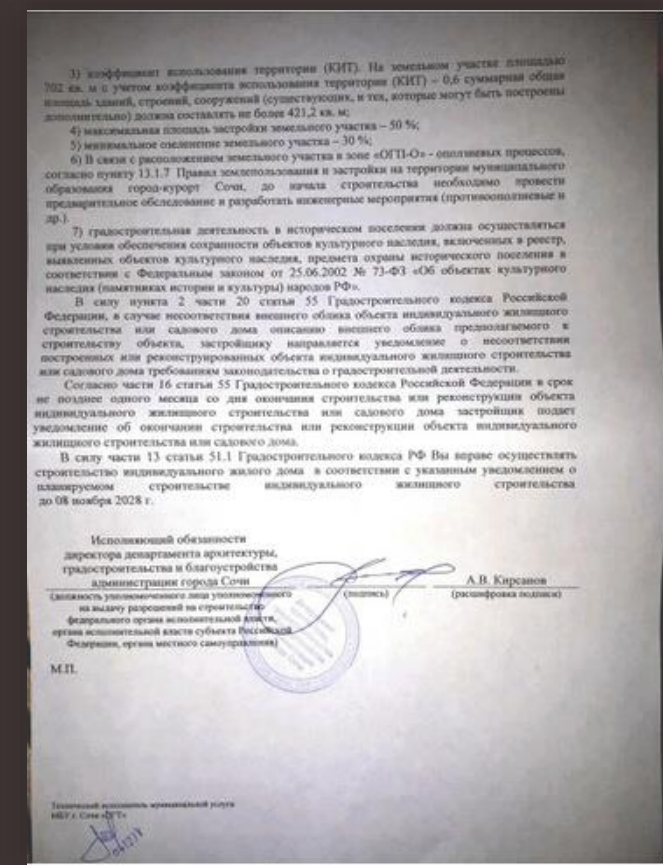 3) коэффициент использования территории (КИТ). На земельном участке площадью
702 кв. м с учетом коэффициента использования территории (КИТ) – 0,6 суммарная общая
площадь зданий, строений, сооружений (существующих, и тех, которые могут быть построены
дополнительно) должна составлять не более 421,2 кв. м;
4) максимальная площадь застройки земельного участка – 50 %;
5) минимальное озеленение земельного участка – 30 %;
6) В связи с расположением земельного участка в зоне «ОГП-О» - оползневых процессов,
согласно пункту 13.1.7 Правил землепользования и застройки на территории муниципального
образования город-курорт Сочи, до начала строительства необходимо провести
предварительное обследование и разработать инженерные мероприятия (противооползневые и
др.).
7) градостроительная деятельность в историческом поселении должна осуществляться
при условии обеспечения сохранности объектов культурного наследия, включенных в реестр,
выявленных объектов культурного наследия, предмета охраны исторического поселения в
соответствии с Федеральным законом от 25.06.2002 № 73-ФЗ «Об объектах культурного
наследия (памятниках истории и культуры) народов РФ».
В силу пункта 2 части 20 статьи 55 Градостроительного кодекса Российской
Федерации, в случае несоответствия внешнего облика объекта индивидуального жилищного
строительства или садового дома описанию внешнего облика предполагаемого к
строительству объекта, застройщику направляется уведомление о несоответствии
построенных или реконструированных объекта индивидуального жилищного строительства
или садового дома требованиям законодательства о градостроительной деятельности.
Согласно части 16 статьи 55 Градостроительного кодекса Российской Федерации в срок
не позднее одного месяца со дня окончания строительства или реконструкции объекта
индивидуального жилищного строительства или садового дома застройщик подает
уведомление об окончании строительства или реконструкции объекта индивидуального
жилищного строительства или садового дома.
В силу части 13 статьи 51.1 Градостроительного кодекса РФ Вы вправе осуществлять
строительство индивидуального жилого дома в соответствии с указанным уведомлением о
планируемом строительстве индивидуального жилищного строительства
до 08 ноября 2028 г.
Исполняющий обязанности
директора департамента архитектуры,
градостроительства и благоустройства
администрации города Сочи А.В. Кирсанов
(должность уполномоченного лица уполномоченного (подпись) (расшифровка подписи)
на выдачу разрешений на строительство
федерального органа исполнительной власти,
органа исполнительной власти субъекта Российской
Федерации, органа местного самоуправления)
М.П.
Технический исполнитель муниципальной услуги
МБУ г. Сочи